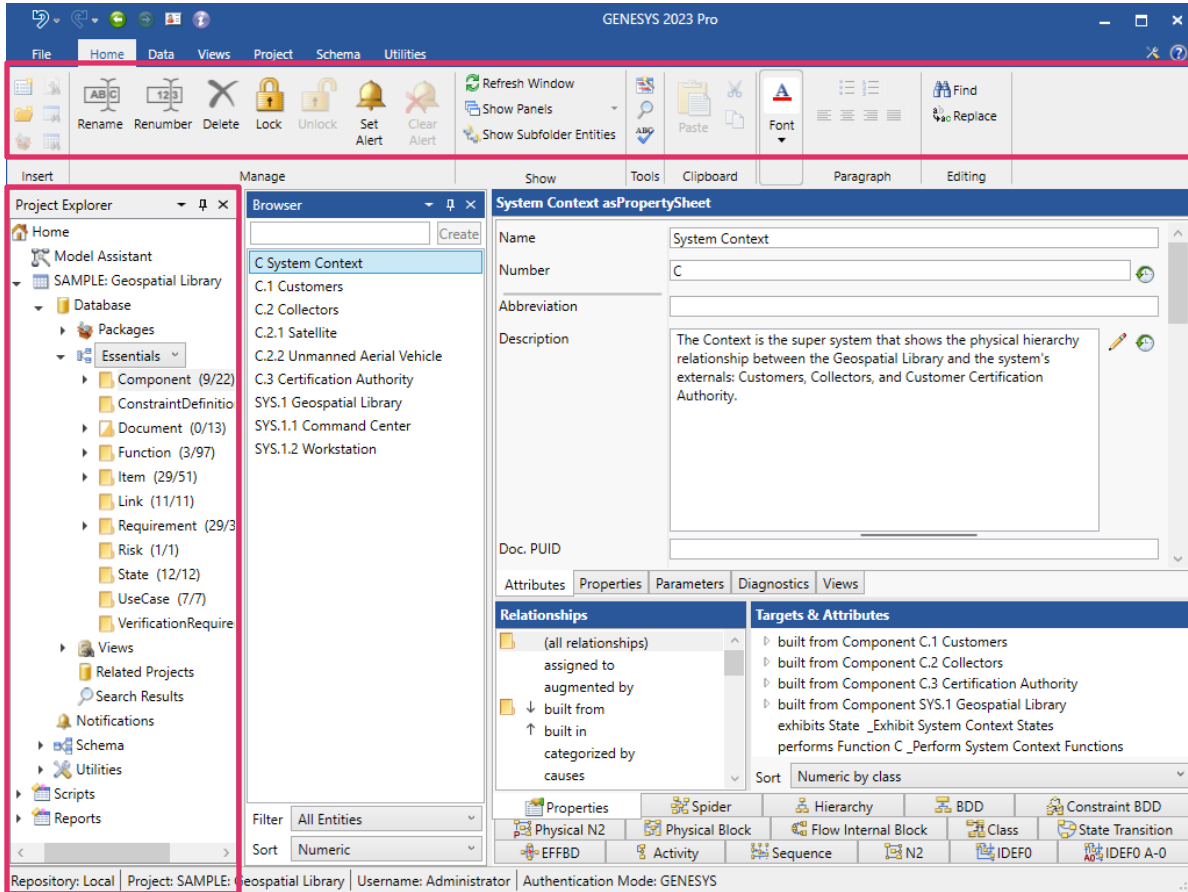 GENESYS 2023 Pro
File Home Data Views Project Schema Utilities
Rename Renumber Delete Lock Unlock Set Alert Clear Alert
Refresh Window
Show Panels
Show Subfolder Entities
Paste
Font
Find
Replace
Insert Manage Show Tools Clipboard Paragraph Editing
Project Explorer
Home
Model Assistant
SAMPLE: Geospatial Library
Database
Packages
Essentials
Component (9/22)
ConstraintDefinitio
Document (0/13)
Function (3/97)
Item (29/51)
Link (11/11)
Requirement (29/3
Risk (1/1)
State (12/12)
UseCase (7/7)
VerificationRequire
Views
Related Projects
Search Results
Notifications
Schema
Utilities
Scripts
Reports
Browser
Create
C System Context
C.1 Customers
C.2 Collectors
C.2.1 Satellite
C.2.2 Unmanned Aerial Vehicle
C.3 Certification Authority
SYS.1 Geospatial Library
SYS.1.1 Command Center
SYS.1.2 Workstation
Filter All Entities
Sort Numeric
System Context asPropertySheet
Name System Context
Number C
Abbreviation
Description
The Context is the super system that shows the physical hierarchy
relationship between the Geospatial Library and the system's
externals: Customers, Collectors, and Customer Certification
Authority.
Doc. PUID
Attributes Properties Parameters Diagnostics Views
Relationships
(all relationships)
assigned to
augmented by
built from
built in
categorized by
causes
Targets & Attributes
built from Component C.1 Customers
built from Component C.2 Collectors
built from Component C.3 Certification Authority
built from Component SYS.1 Geospatial Library
exhibits State _Exhibit System Context States
performs Function C _Perform System Context Functions
Sort Numeric by class
Properties Spider Hierarchy BDD Constraint BDD
Physical N2 Physical Block Flow Internal Block Class State Transition
EFFBD Activity Sequence N2 IDEF0 IDEF0 A-0
Repository: Local Project: SAMPLE: Geospatial Library Username: Administrator Authentication Mode: GENESYS